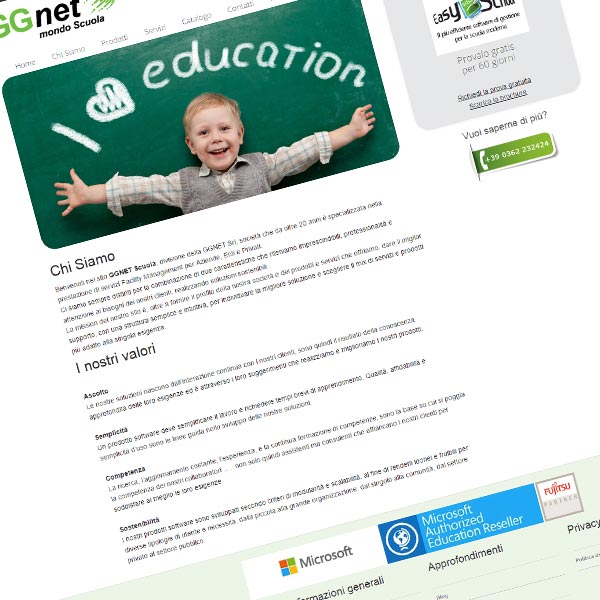 GGnet
mondo Scuola
Home Chi Siamo Prodotti Servizi Catalogo Contatti
I education
Easy School
Il più efficiente software di gestione
per la scuola moderna
Provalo gratis
per 60 giorni
Richiedi la prova gratuita
Scarica la brochure
Vuoi saperne di più?
+39 0362 232424
Chi Siamo
Benvenuti nel sito GGNET Scuola, divisione della GGNET Srl, società che da oltre 20 anni è specializzata nella
prestazione di servizi Facility Management per Aziende, Enti e Privati.
Ci siamo sempre distinti per la combinazione di due caratteristiche che riteniamo imprescindibili, professionalità e
attenzione ai bisogni dei nostri clienti, realizzando soluzioni sostenibili.
La mission del nostro sito è, oltre a fornire il profilo della nostra società e dei prodotti e servizi che offriamo, dare il miglior
supporto, con una struttura semplice e intuitiva, per individuare la migliore soluzione e scegliere il mix di servizi e prodotti
più adatto alla singola esigenza.
I nostri valori
Ascolto
Le nostre soluzioni nascono dall'interazione continua con i nostri clienti, sono quindi il risultato della conoscenza
approfondita delle loro esigenze ed è attraverso i loro suggerimenti che realizziamo e miglioriamo i nostri prodotti.
Semplicità
Un prodotto software deve semplificare il lavoro e richiedere tempi brevi di apprendimento. Qualità, affidabilità e
semplicità d'uso sono le linee guida nello sviluppo delle nostre soluzioni.
Competenza
La ricerca, l'aggiornamento costante, l'esperienza, e la continua formazione di competenze, sono la base su cui si poggia
la competenza dei nostri collaboratori ... ... non solo quindi assistenti ma consulenti che affiancano i nostri clienti per
soddisfare al meglio le loro esigenze.
Sostenibilità
I nostri prodotti software sono sviluppati secondo criteri di modularità e scalabilità, al fine di renderli idonei e fruibili per
diverse tipologie di utente e necessità, dalla piccola alla grande organizzazione, dal singolo alla comunità, dal settore
privato al settore pubblico.
Microsoft
Microsoft
Authorized
Education Reseller
FUJITSU
PARTNER
formazioni generali Approfondimenti Privacy
Blog